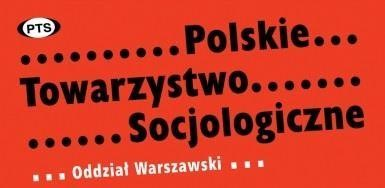 PTS
..........Polskie...
Towarzystwo.......
......Socjologiczne
... Oddział Warszawski ...